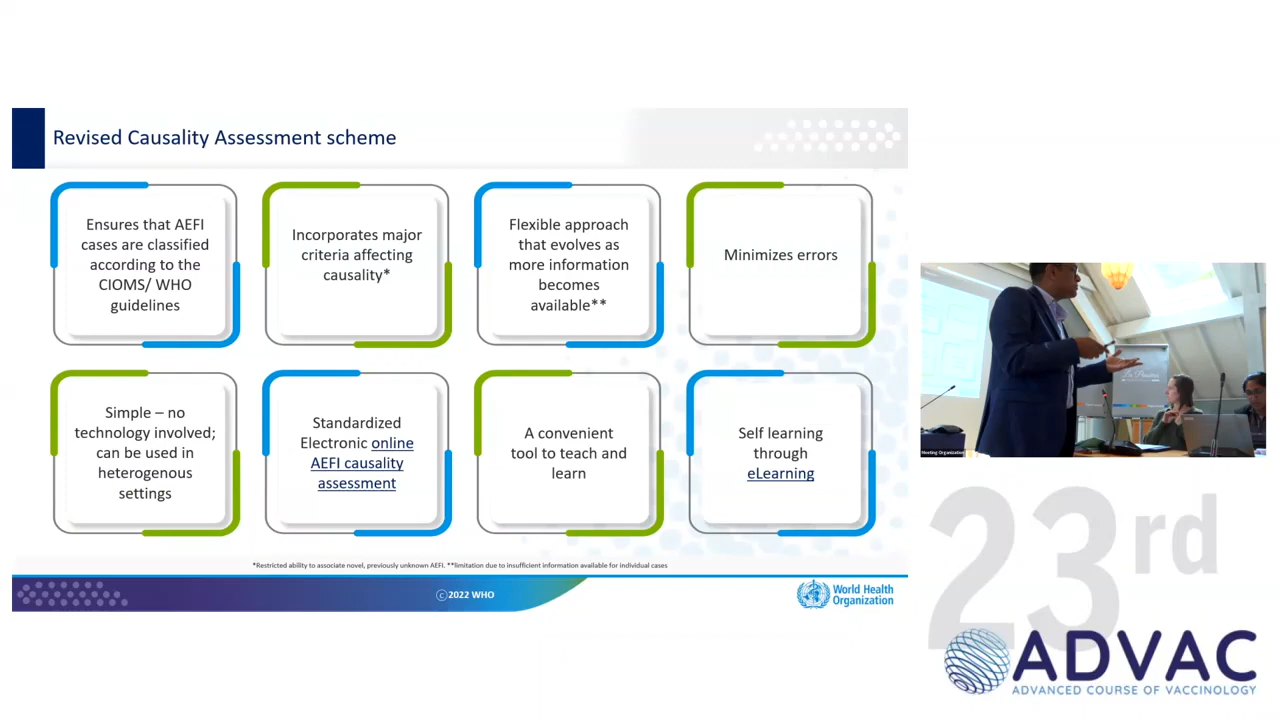 Revised Causality Assessment scheme
Ensures that AEFI
cases are classified
according to the
CIOMS/ WHO
guidelines
Incorporates major
criteria affecting
causality*
Flexible approach
that evolves as
more information
becomes
available**
Minimizes errors
Simple – no
technology involved;
can be used in
heterogenous
settings
Standardized
Electronic online
AEFI causality
assessment
A convenient
tool to teach and
learn
Self learning
through
eLearning
*Restricted ability to associate novel, previously unknown AEFI. **limitation due to insufficient information available for individual cases
©2022 WHO
World Health
Organization
Meeting Organization
23rd
ADVAC
ADVANCED COURSE OF VACCINOLOGY